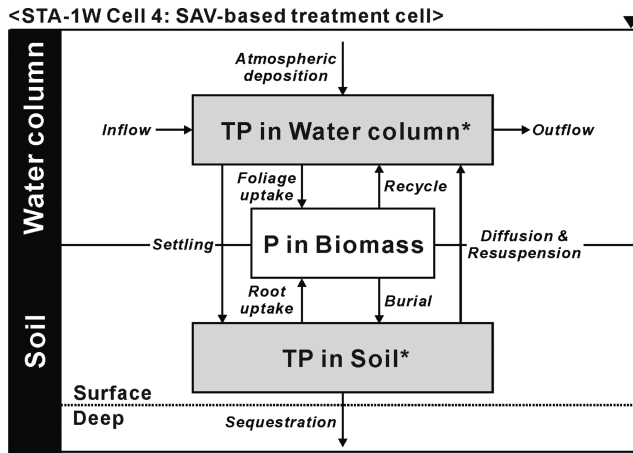 <STA-1W Cell 4: SAV-based treatment cell>
Water column
Soil
Atmospheric
deposition
Inflow
TP in Water column*
Outflow
Foliage
uptake
Recycle
Settling
P in Biomass
Diffusion &
Resuspension
Root
uptake
Burial
TP in Soil*
Surface
Deep
Sequestration